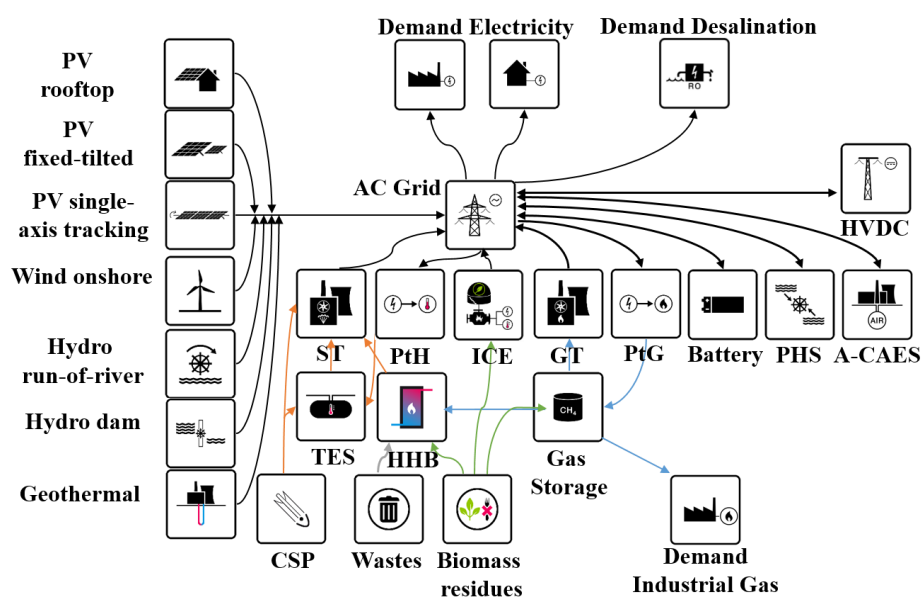 Demand Electricity
Demand Desalination
PV
rooftop
RO
PV
fixed-tilted
AC Grid
PV single-
axis tracking
HVDC
Wind onshore
AIR
Hydro
run-of-river
ST
PtH
ICE
GT
PtG
Battery
PHS
A-CAES
CH₄
Hydro dam
TES
HHB
Gas
Storage
Geothermal
CSP
Wastes
Biomass
residues
Demand
Industrial Gas